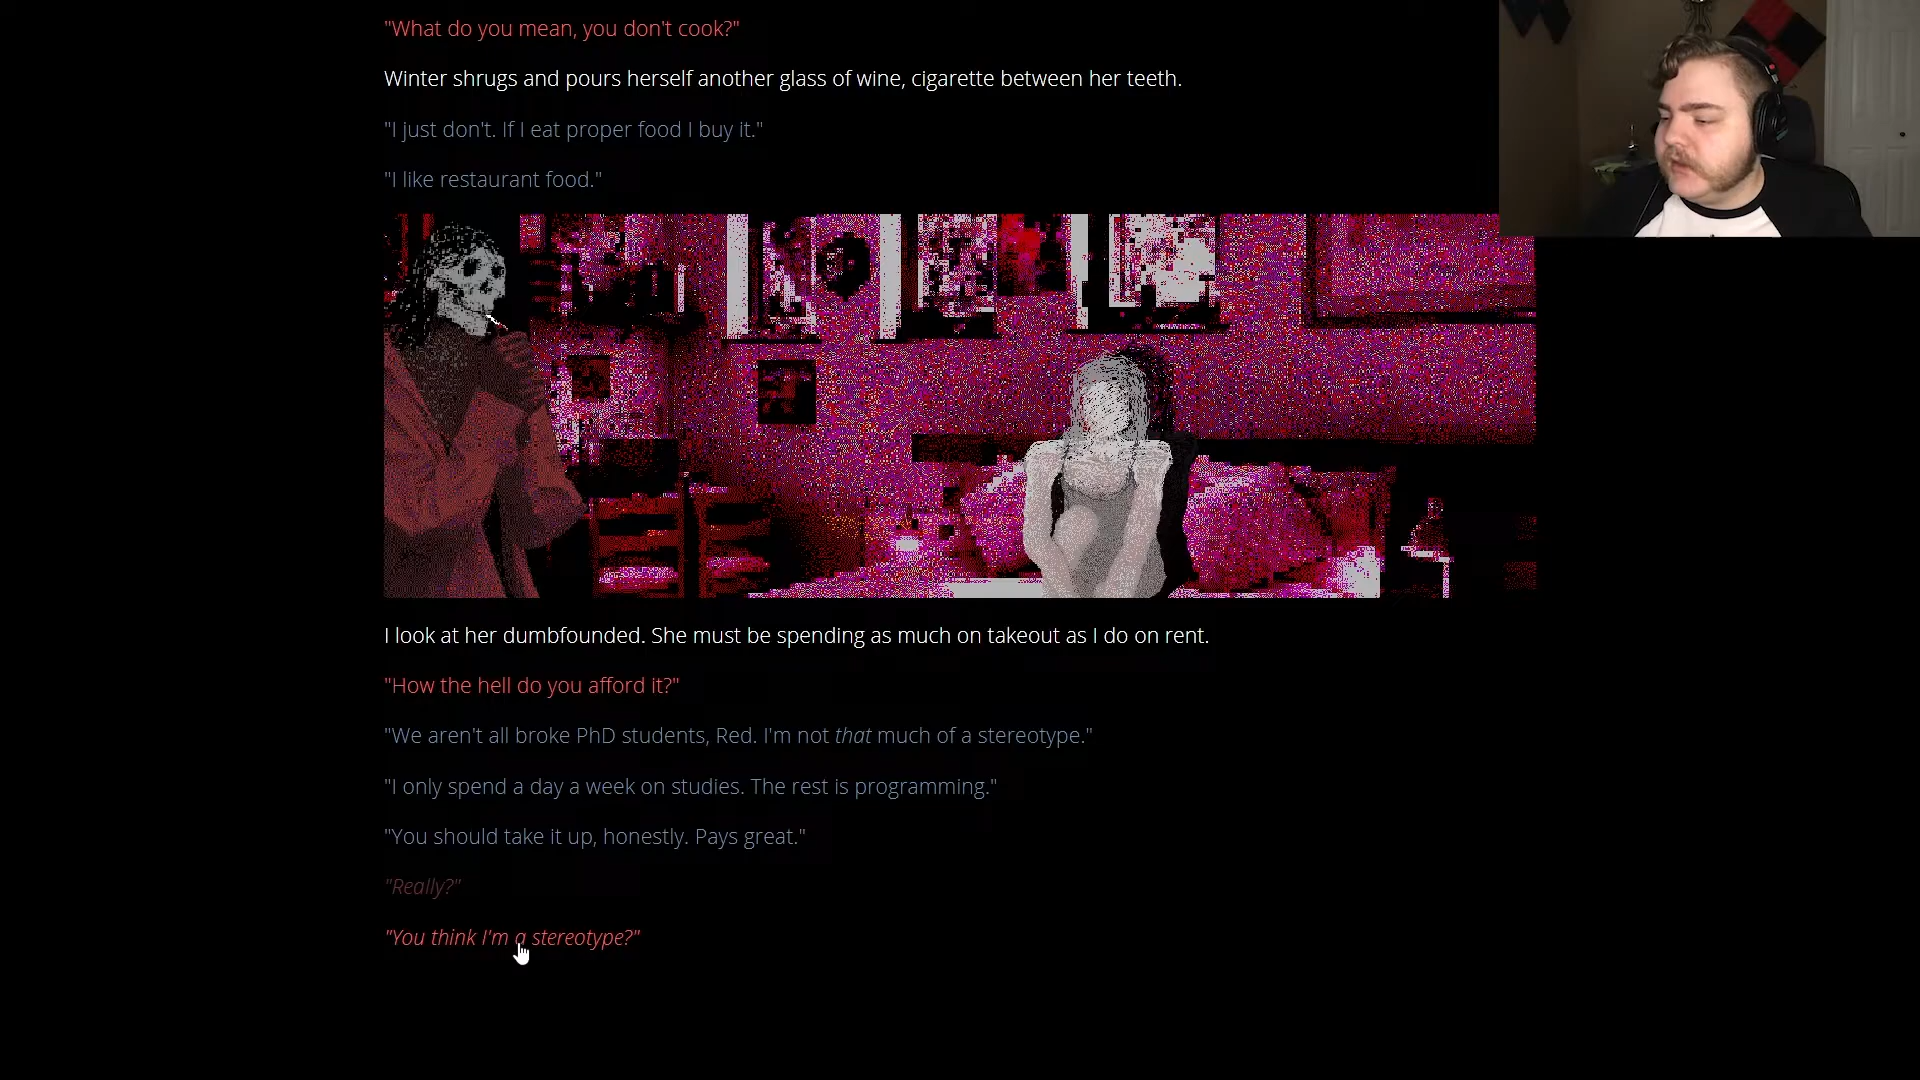 "What do you mean, you don't cook?"
Winter shrugs and pours herself another glass of wine, cigarette between her teeth.
"I just don't. If I eat proper food I buy it."
"I like restaurant food."
I look at her dumbfounded. She must be spending as much on takeout as I do on rent.
"How the hell do you afford it?"
"We aren't all broke PhD students, Red. I'm not that much of a stereotype."
"I only spend a day a week on studies. The rest is programming."
"You should take it up, honestly. Pays great."
"Really?"
"You think I'm a stereotype?"